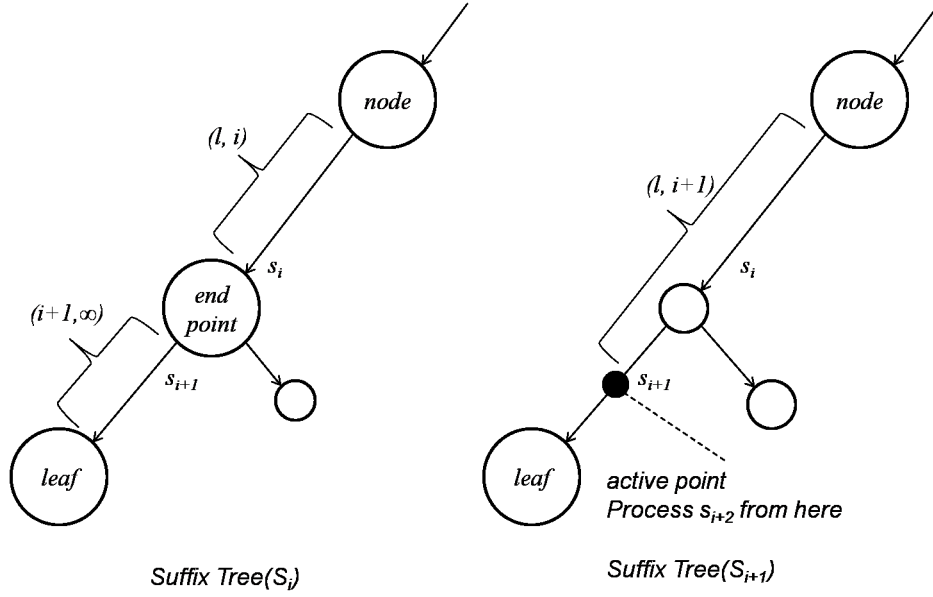 node
(l, i)
s_i
end
point
(i+1,∞)
s_{i+1}
leaf
Suffix Tree(S_i)
node
(l, i+1)
s_i
s_{i+1}
leaf
active point
Process s_{i+2} from here
Suffix Tree(S_{i+1})